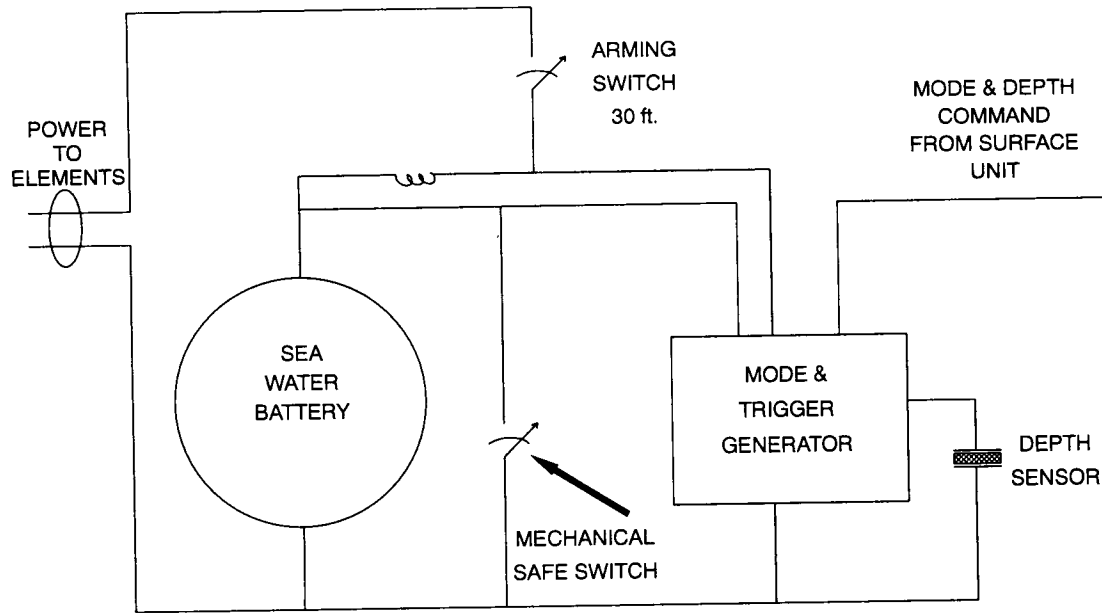 ARMING
SWITCH
30 ft.
MODE & DEPTH
COMMAND
FROM SURFACE
UNIT
POWER
TO
ELEMENTS
SEA
WATER
BATTERY
MODE &
TRIGGER
GENERATOR
DEPTH
SENSOR
MECHANICAL
SAFE SWITCH